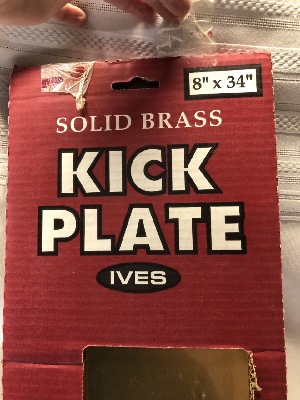 8" x 34"
SOLID BRASS
KICK
PLATE
IVES